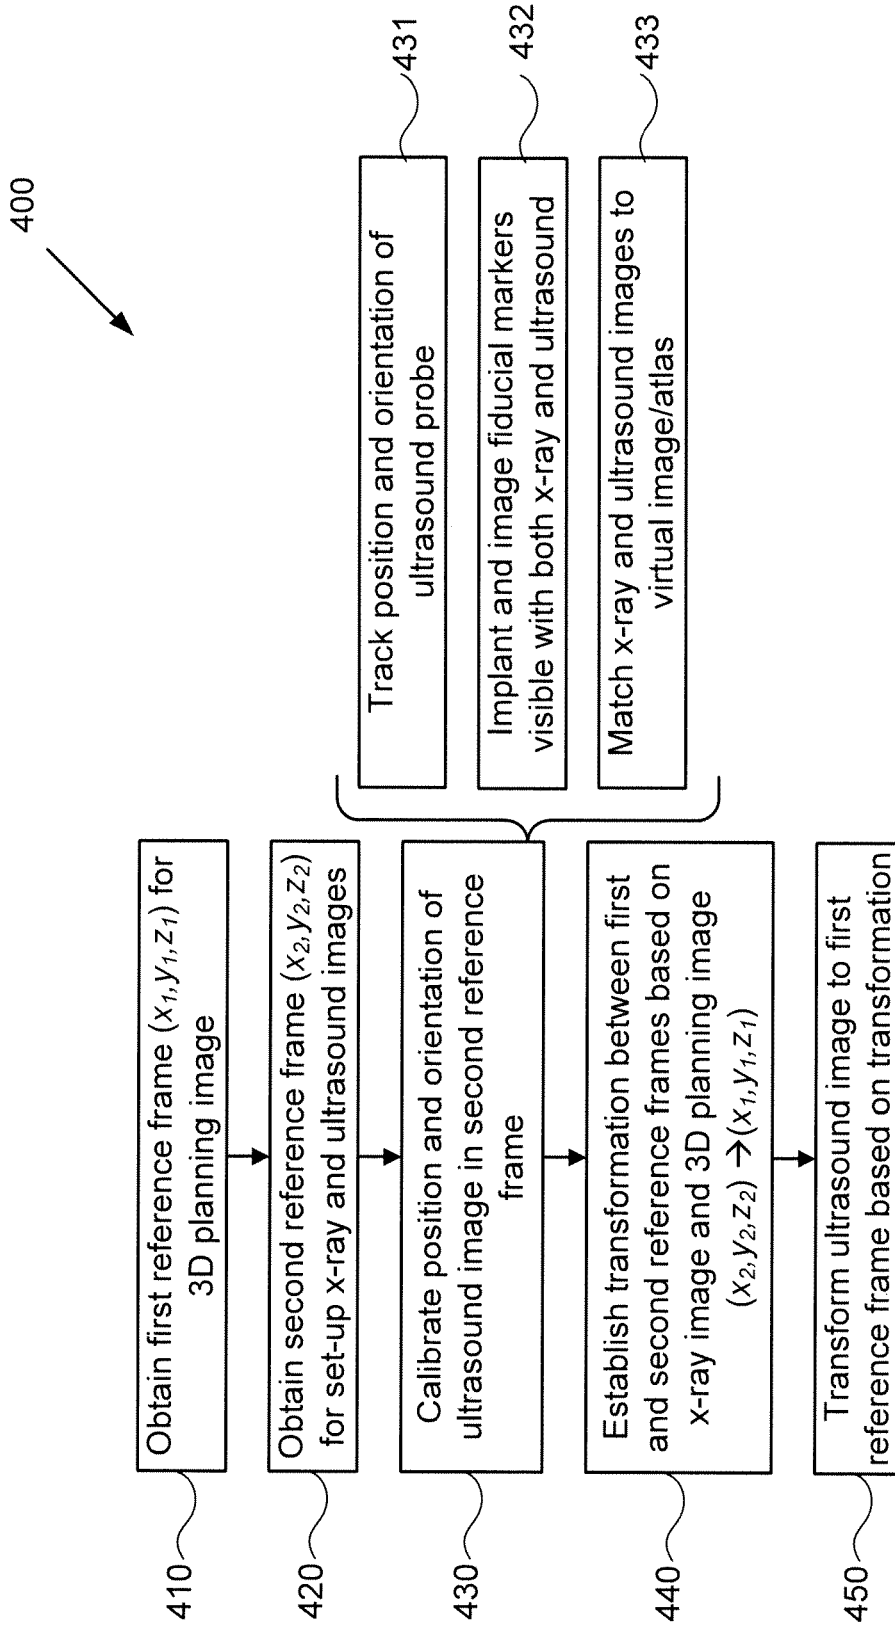 400
410
Obtain first reference frame (x₁,y₁,z₁) for
3D planning image
420
Obtain second reference frame (x₂,y₂,z₂)
for set-up x-ray and ultrasound images
430
Calibrate position and orientation of
ultrasound image in second reference
frame
Track position and orientation of
ultrasound probe
431
Implant and image fiducial markers
visible with both x-ray and ultrasound
432
Match x-ray and ultrasound images to
virtual image/atlas
433
440
Establish transformation between first
and second reference frames based on
x-ray image and 3D planning image
(x₂,y₂,z₂) → (x₁,y₁,z₁)
450
Transform ultrasound image to first
reference frame based on transformation